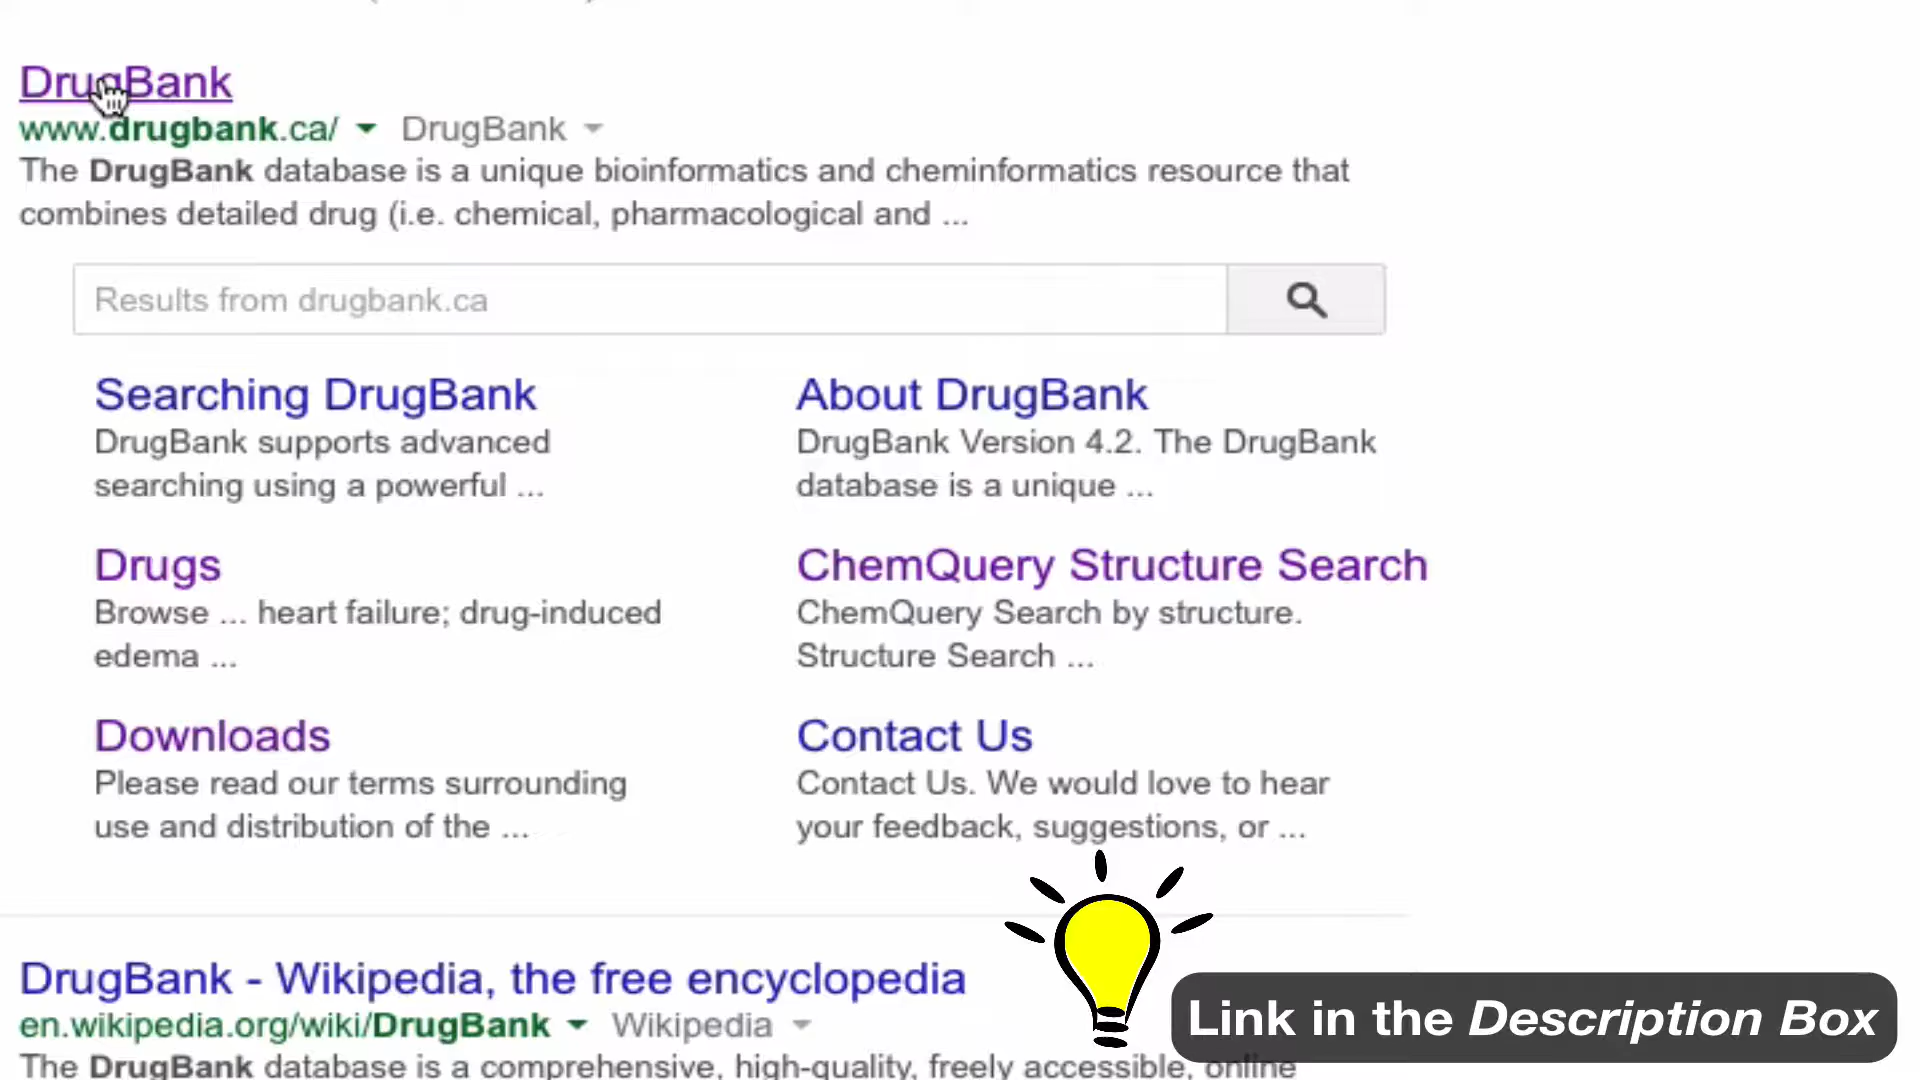 DrugBank
www.drugbank.ca/ DrugBank
The DrugBank database is a unique bioinformatics and cheminformatics resource that
combines detailed drug (i.e. chemical, pharmacological and ...
Results from drugbank.ca
Searching DrugBank
DrugBank supports advanced
searching using a powerful ...
About DrugBank
DrugBank Version 4.2. The DrugBank
database is a unique ...
Drugs
Browse ... heart failure; drug-induced
edema ...
ChemQuery Structure Search
ChemQuery Search by structure.
Structure Search ...
Downloads
Please read our terms surrounding
use and distribution of the ...
Contact Us
Contact Us. We would love to hear
your feedback, suggestions, or ...
DrugBank - Wikipedia, the free encyclopedia
en.wikipedia.org/wiki/DrugBank Wikipedia
The DrugBank database is a comprehensive, high-quality, freely accessible, online
Link in the Description Box